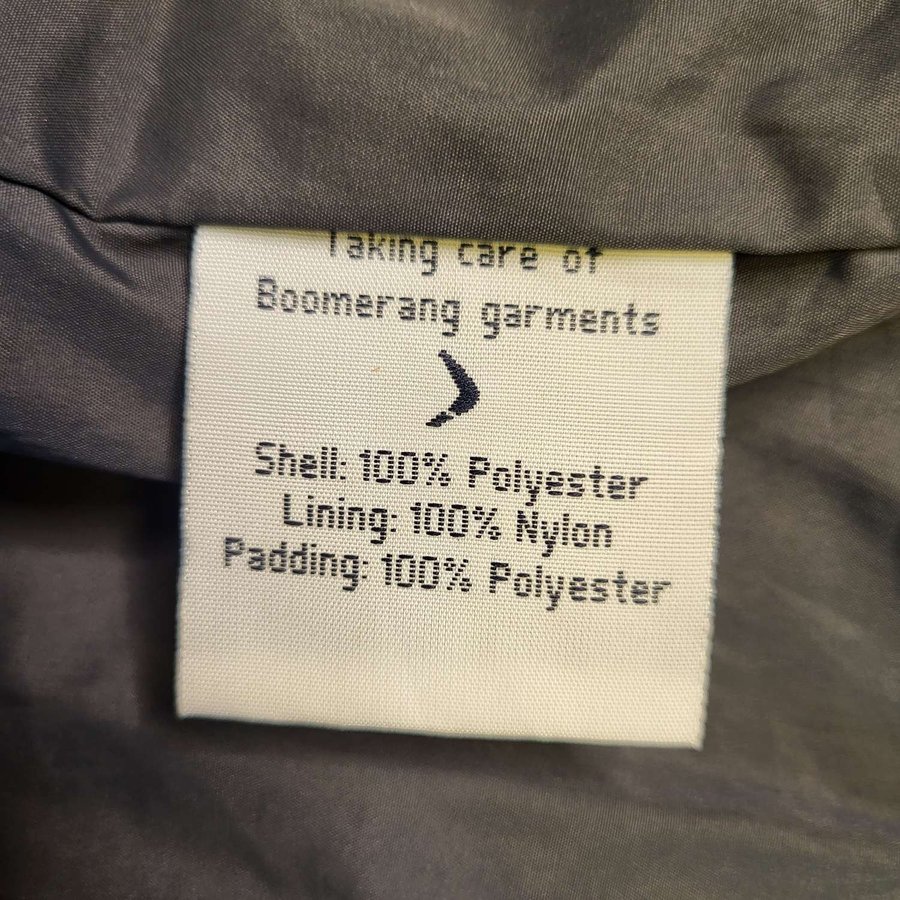 Taking care of
Boomerang garments
Shell: 100% Polyester
Lining: 100% Nylon
Padding: 100% Polyester